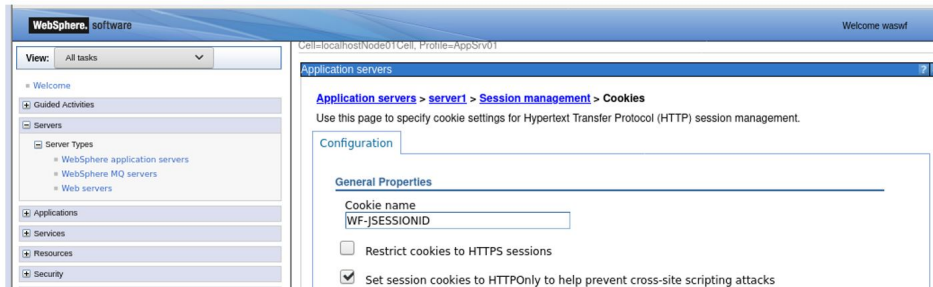 WebSphere. software
Welcome waswf
View: All tasks
Cell=localhostNode01Cell, Profile=AppSrv01
Application servers ?
Welcome
Guided Activities
Servers
Server Types
WebSphere application servers
WebSphere MQ servers
Web servers
Applications
Services
Resources
Security
Application servers > server1 > Session management > Cookies
Use this page to specify cookie settings for Hypertext Transfer Protocol (HTTP) session management.
Configuration
General Properties
Cookie name
WF-JSESSIONID
Restrict cookies to HTTPS sessions
Set session cookies to HTTPOnly to help prevent cross-site scripting attacks